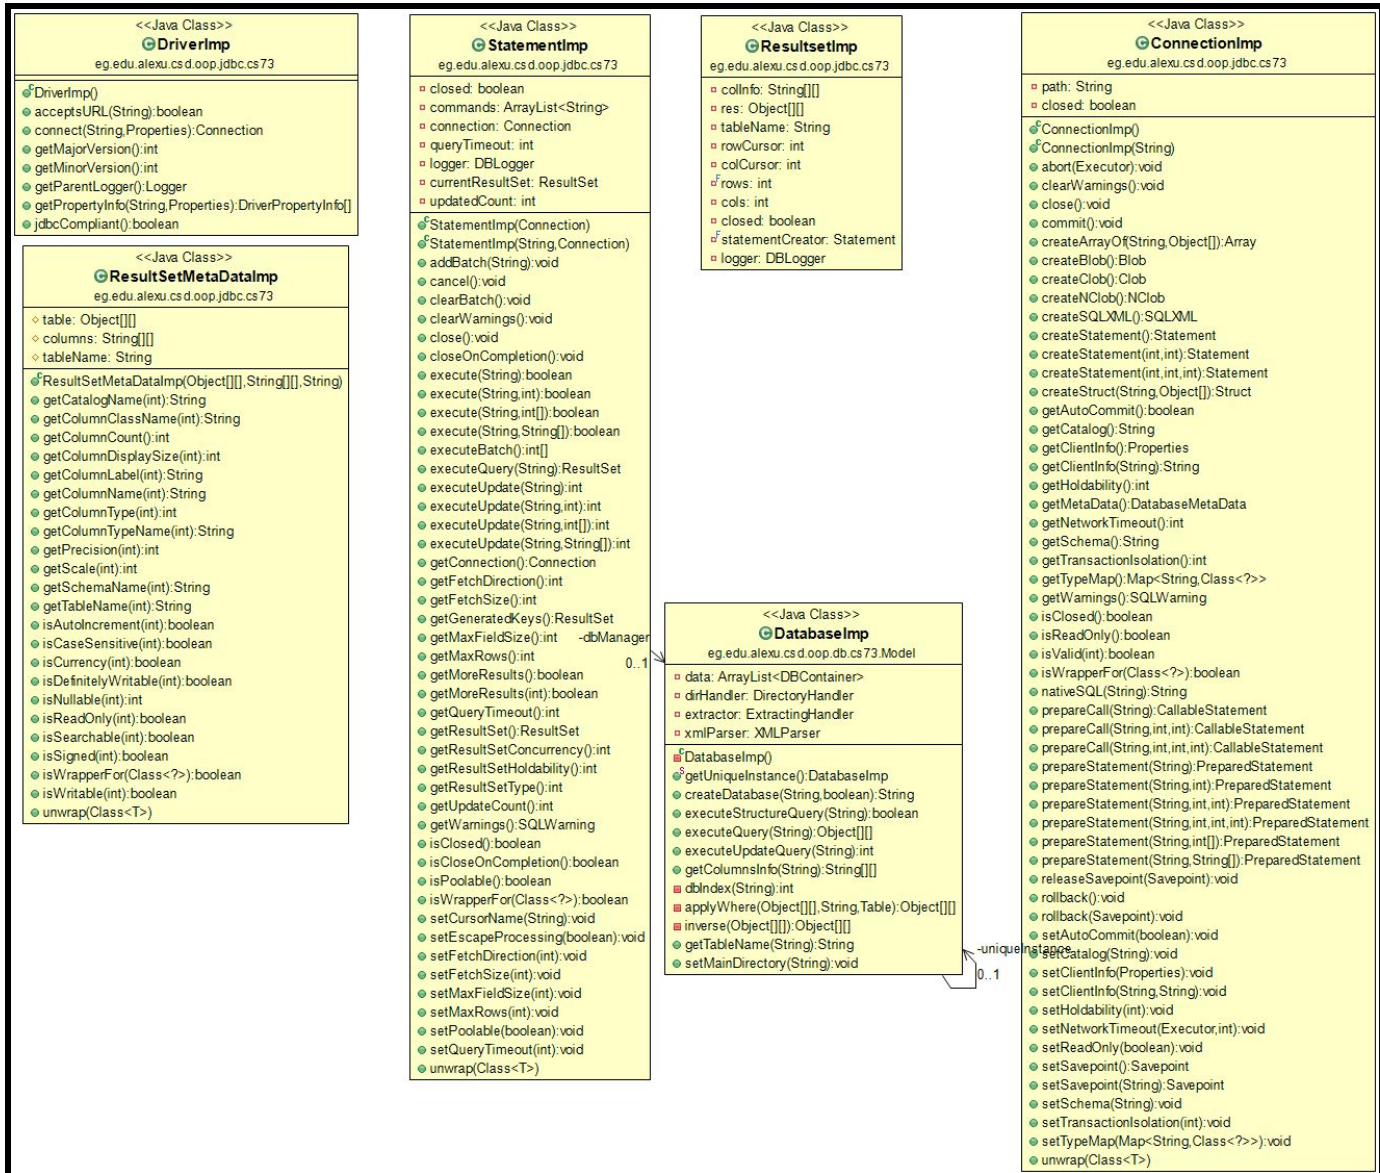 <<Java Class>>
DriverImp
eg.edu.alexu.csd.oop.jdbc.cs73
DriverImp()
acceptsURL(String):boolean
connect(String,Properties):Connection
getMajorVersion():int
getMinorVersion():int
getParentLogger():Logger
getPropertyInfo(String,Properties):DriverPropertyInfo[]
jdbcCompliant():boolean
<<Java Class>>
ResultSetMetaDataImp
eg.edu.alexu.csd.oop.jdbc.cs73
table: Object[][]
columns: String[][]
tableName: String
ResultSetMetaDataImp(Object[][],String[][],String)
getCatalogName(int):String
getColumnClassName(int):String
getColumnCount():int
getColumnDisplaySize(int):int
getColumnLabel(int):String
getColumnName(int):String
getColumnType(int):int
getColumnTypeName(int):String
getPrecision(int):int
getScale(int):int
getSchemaName(int):String
getTableName(int):String
isAutoIncrement(int):boolean
isCaseSensitive(int):boolean
isCurrency(int):boolean
isDefinitelyWritable(int):boolean
isNullable(int):int
isReadOnly(int):boolean
isSearchable(int):boolean
isSigned(int):boolean
isWrapperFor(Class<?>):boolean
isWritable(int):boolean
unwrap(Class<T>)
<<Java Class>>
StatementImp
eg.edu.alexu.csd.oop.jdbc.cs73
closed: boolean
commands: ArrayList<String>
connection: Connection
queryTimeout: int
logger: DBLogger
currentResultSet: ResultSet
updatedCount: int
StatementImp(Connection)
StatementImp(String,Connection)
addBatch(String):void
cancel():void
clearBatch():void
clearWarnings():void
close():void
closeOnCompletion():void
execute(String):boolean
execute(String,int):boolean
execute(String,int[]):boolean
execute(String,String[]):boolean
executeBatch():int[]
executeQuery(String):ResultSet
executeUpdate(String):int
executeUpdate(String,int):int
executeUpdate(String,int[]):int
executeUpdate(String,String[]):int
getConnection():Connection
getFetchDirection():int
getFetchSize():int
getGeneratedKeys():ResultSet
getMaxFieldSize():int
getMaxRows():int
getMoreResults():boolean
getMoreResults(int):boolean
getQueryTimeout():int
getResultSet():ResultSet
getResultSetConcurrency():int
getResultSetHoldability():int
getResultSetType():int
getUpdateCount():int
getWarnings():SQLWarning
isClosed():boolean
isCloseOnCompletion():boolean
isPoolable():boolean
isWrapperFor(Class<?>):boolean
setCursorName(String):void
setEscapeProcessing(boolean):void
setFetchDirection(int):void
setFetchSize(int):void
setMaxFieldSize(int):void
setMaxRows(int):void
setPoolable(boolean):void
setQueryTimeout(int):void
unwrap(Class<T>)
-dbManager
0..1
<<Java Class>>
ResultsetImp
eg.edu.alexu.csd.oop.jdbc.cs73
colInfo: String[][]
res: Object[][]
tableName: String
rowCursor: int
colCursor: int
rows: int
cols: int
closed: boolean
statementCreator: Statement
logger: DBLogger
<<Java Class>>
DatabaseImp
eg.edu.alexu.csd.oop.db.cs73.Model
data: ArrayList<DBContainer>
dirHandler: DirectoryHandler
extractor: ExtractingHandler
xmlParser: XMLParser
DatabaseImp()
getUniqueInstance():DatabaseImp
createDatabase(String,boolean):String
executeStructureQuery(String):boolean
executeQuery(String):Object[][]
executeUpdateQuery(String):int
getColumnsInfo(String):String[][]
dbIndex(String):int
applyWhere(Object[][],String,Table):Object[][]
inverse(Object[][]):Object[][]
getTableName(String):String
setMainDirectory(String):void
-uniqueInstance
0..1
<<Java Class>>
ConnectionImp
eg.edu.alexu.csd.oop.jdbc.cs73
path: String
closed: boolean
ConnectionImp()
ConnectionImp(String)
abort(Executor):void
clearWarnings():void
close():void
commit():void
createArrayOf(String,Object[]):Array
createBlob():Blob
createClob():Clob
createNClob():NClob
createSQLXML():SQLXML
createStatement():Statement
createStatement(int,int):Statement
createStatement(int,int,int):Statement
createStruct(String,Object[]):Struct
getAutoCommit():boolean
getCatalog():String
getClientInfo():Properties
getClientInfo(String):String
getHoldability():int
getMetaData():DatabaseMetaData
getNetworkTimeout():int
getSchema():String
getTransactionIsolation():int
getTypeMap():Map<String,Class<?>>
getWarnings():SQLWarning
isClosed():boolean
isReadOnly():boolean
isValid(int):boolean
isWrapperFor(Class<?>):boolean
nativeSQL(String):String
prepareCall(String):CallableStatement
prepareCall(String,int,int):CallableStatement
prepareCall(String,int,int,int):CallableStatement
prepareStatement(String):PreparedStatement
prepareStatement(String,int):PreparedStatement
prepareStatement(String,int,int):PreparedStatement
prepareStatement(String,int,int,int):PreparedStatement
prepareStatement(String,int[]):PreparedStatement
prepareStatement(String,String[]):PreparedStatement
releaseSavepoint(Savepoint):void
rollback():void
rollback(Savepoint):void
setAutoCommit(boolean):void
setCatalog(String):void
setClientInfo(Properties):void
setClientInfo(String,String):void
setHoldability(int):void
setNetworkTimeout(Executor,int):void
setReadOnly(boolean):void
setSavepoint():Savepoint
setSavepoint(String):Savepoint
setSchema(String):void
setTransactionIsolation(int):void
setTypeMap(Map<String,Class<?>>):void
unwrap(Class<T>)